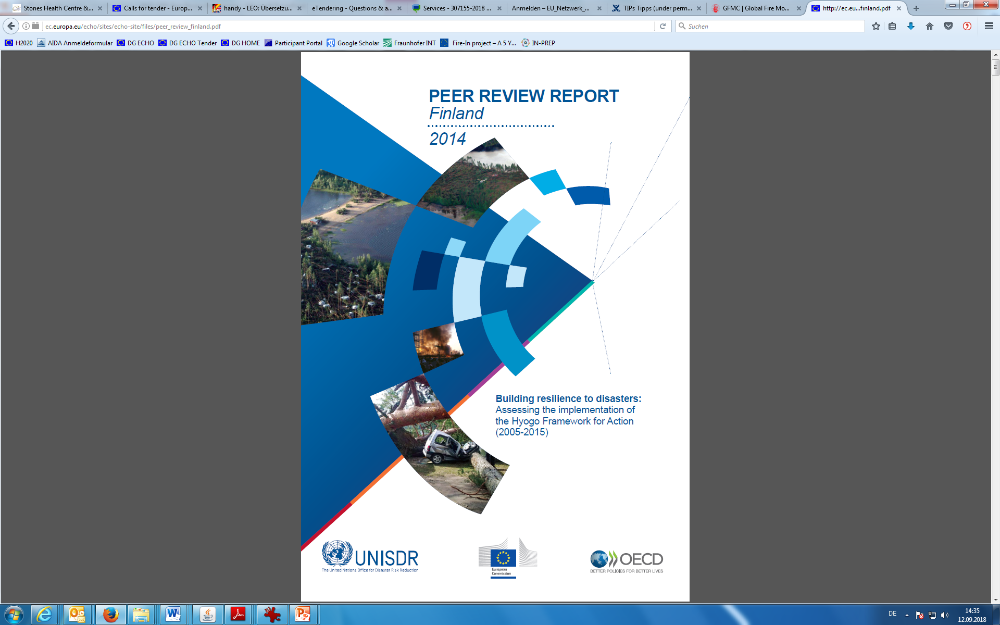 Stones Health Centre &...
Calls for tender - Europ...
handy - LEO: Übersetzu...
eTendering - Questions & a...
Services - 307155-2018 ...
Anmelden – EU_Netzwerk_...
TIPs Tipps (under perm...
GFMC | Global Fire Mo...
http://ec.eu...finland.pdf
ec.europa.eu/echo/sites/echo-site/files/peer_review_finland.pdf
Suchen
H2020
AIDA Anmeldeformular
DG ECHO
DG ECHO Tender
DG HOME
Participant Portal
Google Scholar
Fraunhofer INT
Fire-In project – A 5 Y...
IN-PREP
PEER REVIEW REPORT
Finland
2014
Building resilience to disasters:
Assessing the implementation of
the Hyogo Framework for Action
(2005-2015)
UNISDR
The United Nations Office for Disaster Risk Reduction
European
Commission
OECD
BETTER POLICIES FOR BETTER LIVES
DE
14:35
12.09.2018